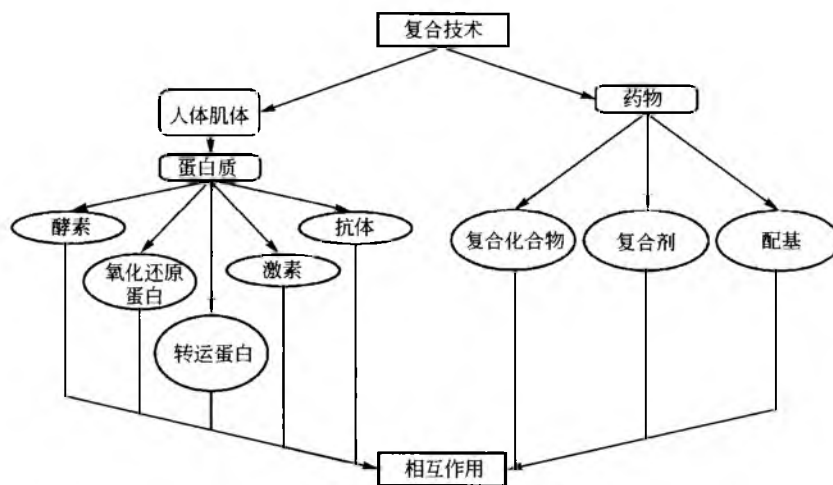 复合技术
人体肌体
药物
蛋白质
酵素
抗体
复合化合物
复合剂
配基
氧化还原
蛋白
激素
转运蛋白
相互作用